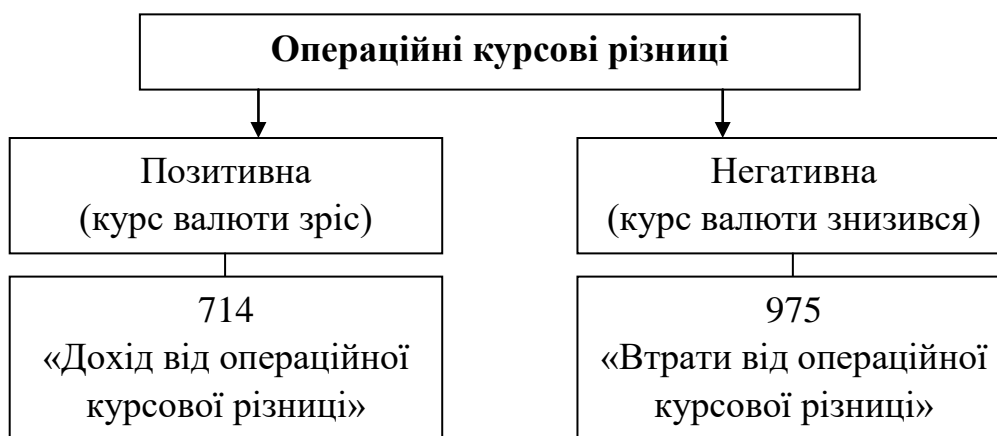 Операційні курсові різниці
Позитивна
(курс валюти зріс)
Негативна
(курс валюти знизився)
714
«Дохід від операційної
курсової різниці»
975
«Втрати від операційної
курсової різниці»